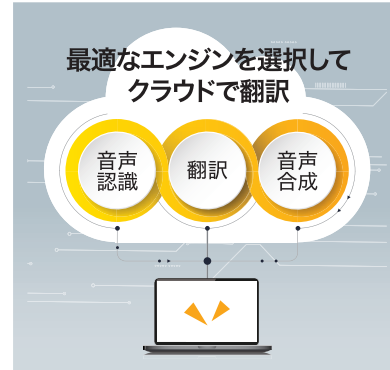 最適なエンジンを選択して
クラウドで翻訳
音声
認識
翻訳
音声
合成